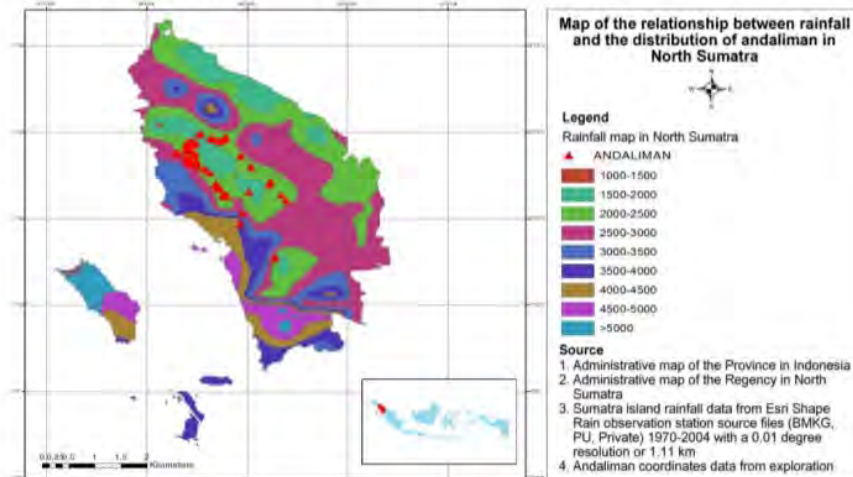 Map of the relationship between rainfall
and the distribution of andaliman in
North Sumatra
N
W
E
S
Legend
Rainfall map in North Sumatra
ANDALIMAN
1000-1500
1500-2000
2000-2500
2500-3000
3000-3500
3500-4000
4000-4500
4500-5000
>5000
Source
1. Administrative map of the Province in Indonesia
2. Administrative map of the Regency in North
Sumatra
3. Sumatra island rainfall data from Esri Shape
Rain observation station source files (BMKG,
PU, Private) 1970-2004 with a 0.01 degree
resolution or 1.11 km
4. Andaliman coordinates data from exploration
1 1.5 2
Kilometers